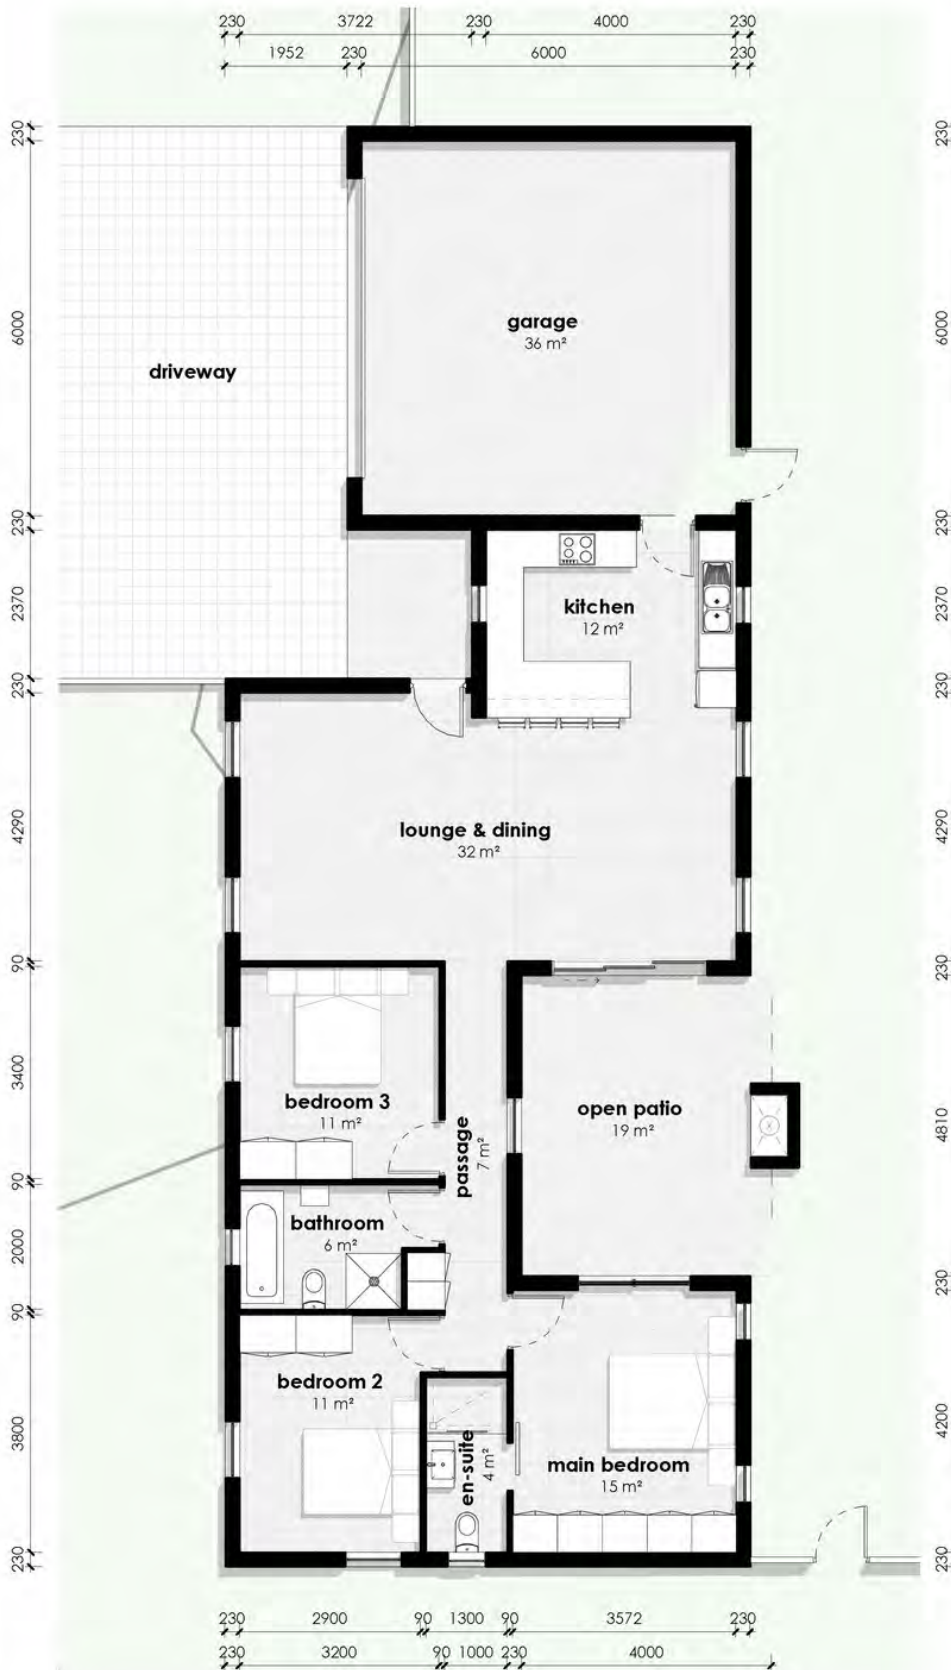 230 3722 230 4000 230
1952 230 6000 230
230
230
garage
36 m²
6000
6000
driveway
230
230
kitchen
12 m²
2370
2370
230
230
lounge & dining
32 m²
4290
4290
90
230
bedroom 3
11 m²
3400
open patio
19 m²
4810
passage
7 m²
90
bathroom
6 m²
2000
90
230
bedroom 2
11 m²
3800
en-suite
4 m²
main bedroom
15 m²
4200
230
230
230 2900 90 1300 90 3572 230
230 3200 90 1000 230 4000